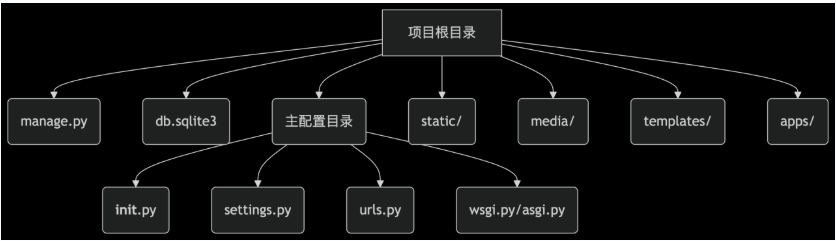 项目根目录
manage.py
db.sqlite3
主配置目录
static/
media/
templates/
apps/
init.py
settings.py
urls.py
wsgi.py/asgi.py